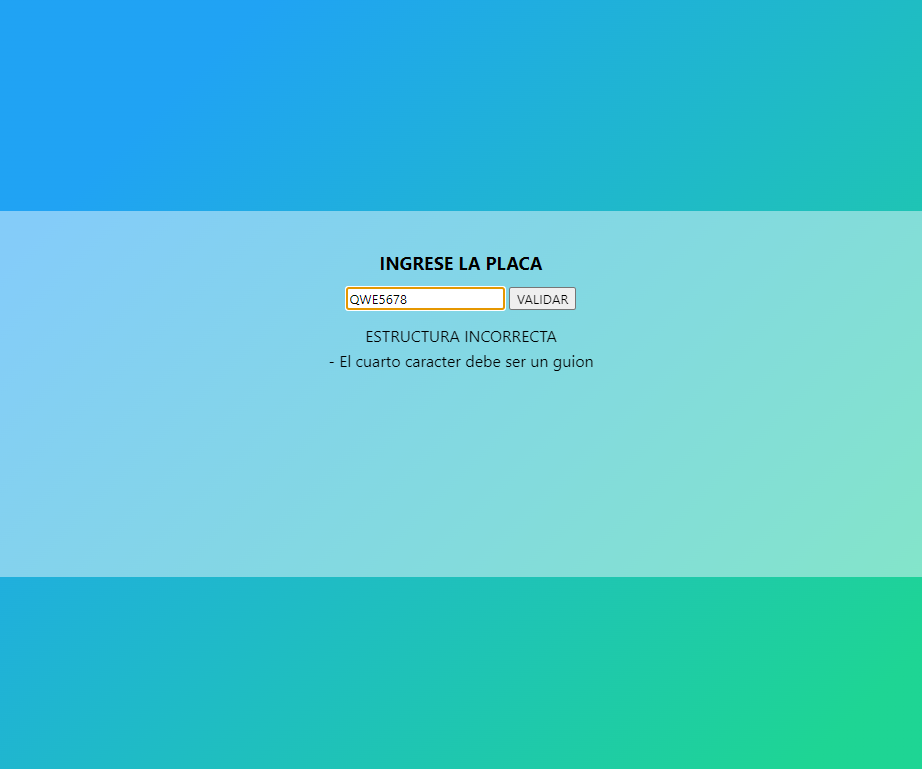 INGRESE LA PLACA
QWE5678 VALIDAR
ESTRUCTURA INCORRECTA
- El cuarto caracter debe ser un guion